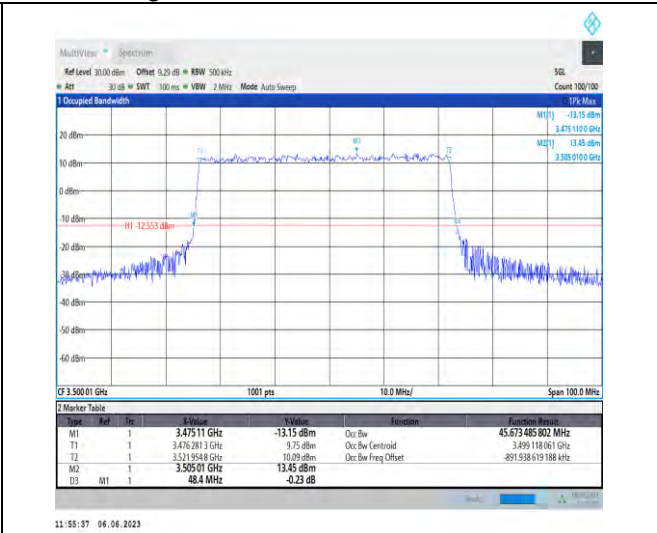 MultiView Spectrum
Ref Level 30.00 dBm Offset 9.29 dB RBW 500 kHz SGL
Att 30 dB SWT 100 ms VBW 2 MHz Mode Auto Sweep Count 100/100
1 Occupied Bandwidth 1Pk Max
M1[1] -13.15 dBm
3.475 1100 GHz
20 dBm
M2[1] 13.45 dBm
3.505 0100 GHz
10 dBm
0 dBm
-10 dBm
H1 -12.553 dBm
-20 dBm
-30 dBm
-40 dBm
-50 dBm
-60 dBm
CF 3.500 01 GHz 1001 pts 10.0 MHz/ Span 100.0 MHz
2 Marker Table
Type Ref Trc X-Value Y-Value Function Function Result
M1 1 3.475 11 GHz -13.15 dBm Occ Bw 45.673 485 802 MHz
T1 1 3.476 281 3 GHz 9.75 dBm Occ Bw Centroid 3.499 118 061 GHz
T2 1 3.521 954 8 GHz 10.09 dBm Occ Bw Freq Offset -891.938 619 188 kHz
M2 1 3.505 01 GHz 13.45 dBm
D3 M1 1 48.4 MHz -0.23 dB
11:55:37 06.06.2023